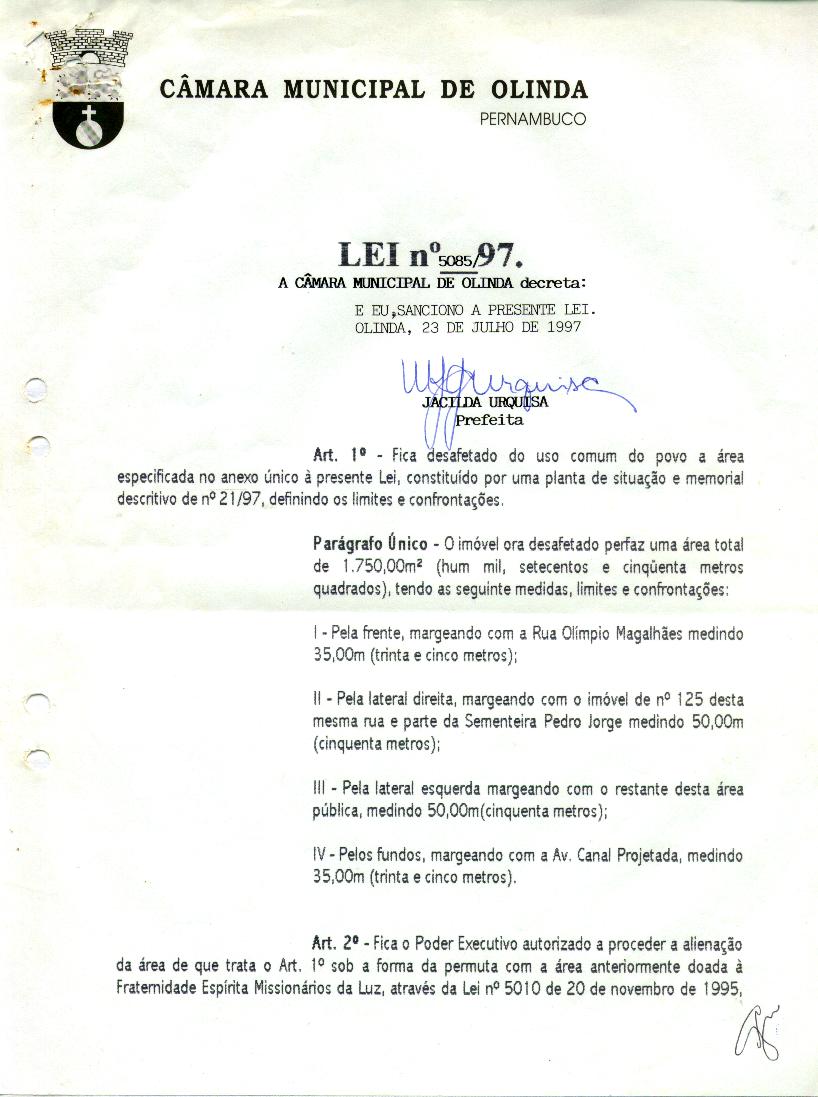 CÂMARA MUNICIPAL DE OLINDA
PERNAMBUCO
LEI nº 5085/97.
A CÂMARA MUNICIPAL DE OLINDA decreta:
E EU,SANCIONO A PRESENTE LEI.
OLINDA, 23 DE JULHO DE 1997
JACILDA URQUISA
Prefeita
Art. 1º - Fica desafetado do uso comum do povo a área
especificada no anexo único à presente Lei, constituído por uma planta de situação e memorial
descritivo de nº 21/97, definindo os limites e confrontações.
Parágrafo Único - O imóvel ora desafetado perfaz uma área total
de 1.750,00m² (hum mil, setecentos e cinqüenta metros
quadrados), tendo as seguinte medidas, limites e confrontações:
I - Pela frente, margeando com a Rua Olímpio Magalhães medindo
35,00m (trinta e cinco metros);
II - Pela lateral direita, margeando com o imóvel de nº 125 desta
mesma rua e parte da Sementeira Pedro Jorge medindo 50,00m
(cinquenta metros);
III - Pela lateral esquerda margeando com o restante desta área
pública, medindo 50,00m(cinquenta metros);
IV - Pelos fundos, margeando com a Av. Canal Projetada, medindo
35,00m (trinta e cinco metros).
Art. 2º - Fica o Poder Executivo autorizado a proceder a alienação
da área de que trata o Art. 1º sob a forma da permuta com a área anteriormente doada à
Fraternidade Espírita Missionários da Luz, através da Lei nº 5010 de 20 de novembro de 1995,